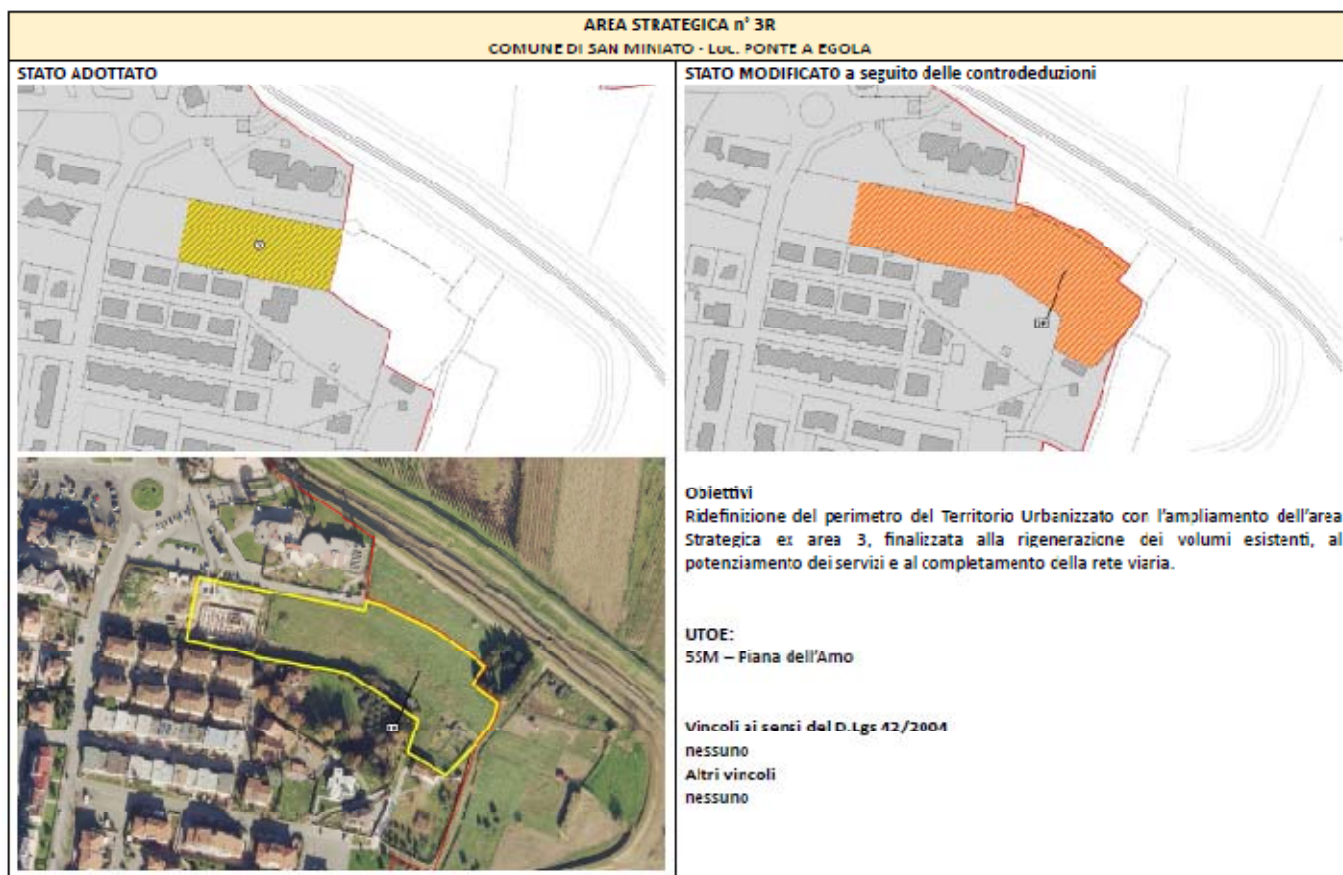 AREA STRATEGICA n° 3R
COMUNE DI SAN MINIATO - Loc. PONTE A EGOLA
STATO ADOTTATO
STATO MODIFICATO a seguito delle controdeduzioni
Obiettivi
Ridefinizione del perimetro del Territorio Urbanizzato con l'ampliamento dell'area
Strategica ex area 3, finalizzata alla rigenerazione dei volumi esistenti, al
potenziamento dei servizi e al completamento della rete viaria.
UTOE:
5SM – Piana dell'Arno
Vincoli ai sensi del D.Lgs 42/2004
nessuno
Altri vincoli
nessuno